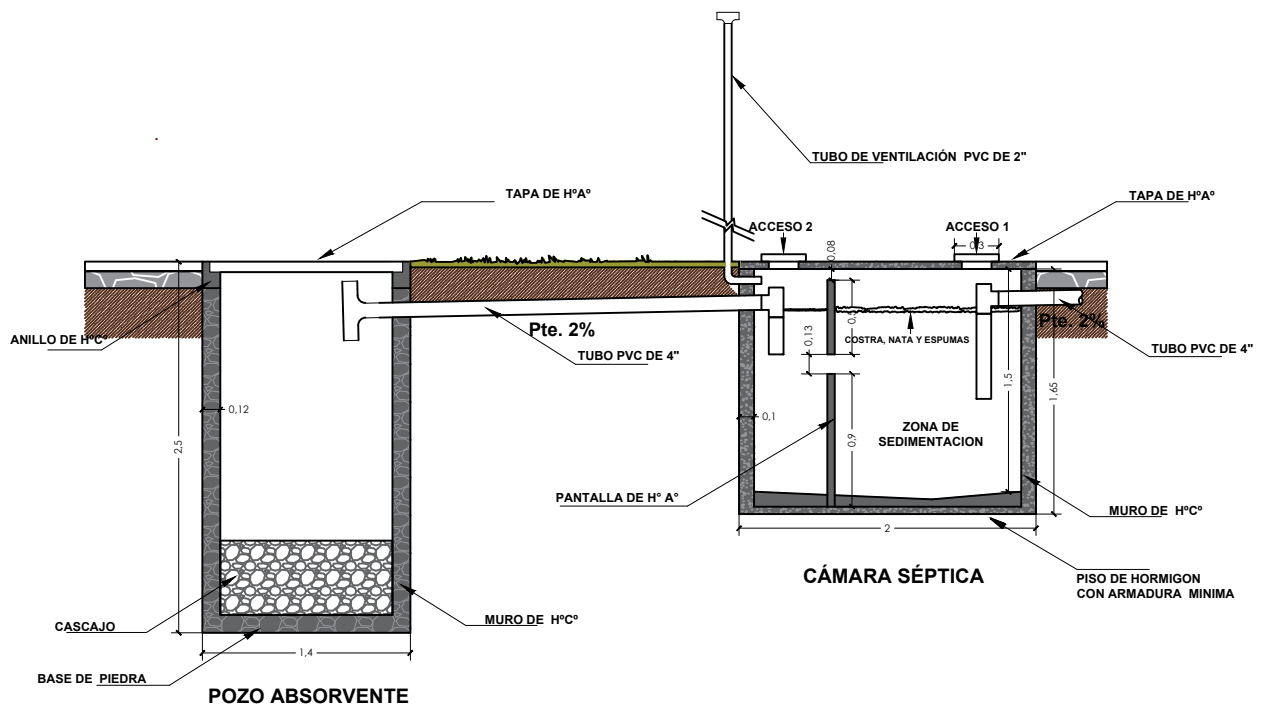 TUBO DE VENTILACIÓN PVC DE 2"
TAPA DE HºAº
TAPA DE HºAº
ACCESO 2
ACCESO 1
0,3
0,08
ANILLO DE HºCº
Pte. 2%
TUBO PVC DE 4"
0,5
0,13
COSTRA, NATA Y ESPUMAS
Pte. 2%
TUBO PVC DE 4"
0,12
2,5
0,1
1,5
1,65
0,9
ZONA DE
SEDIMENTACION
PANTALLA DE H° A°
MURO DE HºCº
2
CÁMARA SÉPTICA
PISO DE HORMIGON
CON ARMADURA MINIMA
CASCAJO
MURO DE HºCº
1,4
BASE DE PIEDRA
POZO ABSORVENTE